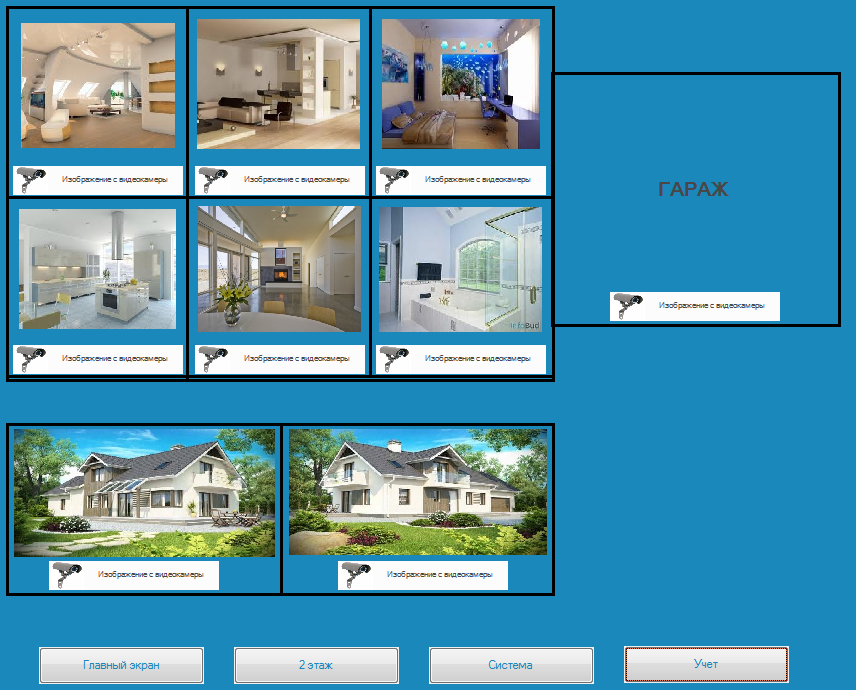 Изображение с видеокамеры
Изображение с видеокамеры
Изображение с видеокамеры
ГАРАЖ
InfoBud
Изображение с видеокамеры
Изображение с видеокамеры
Изображение с видеокамеры
Изображение с видеокамеры
Изображение с видеокамеры
Изображение с видеокамеры
Главный экран
2 этаж
Система
Учет